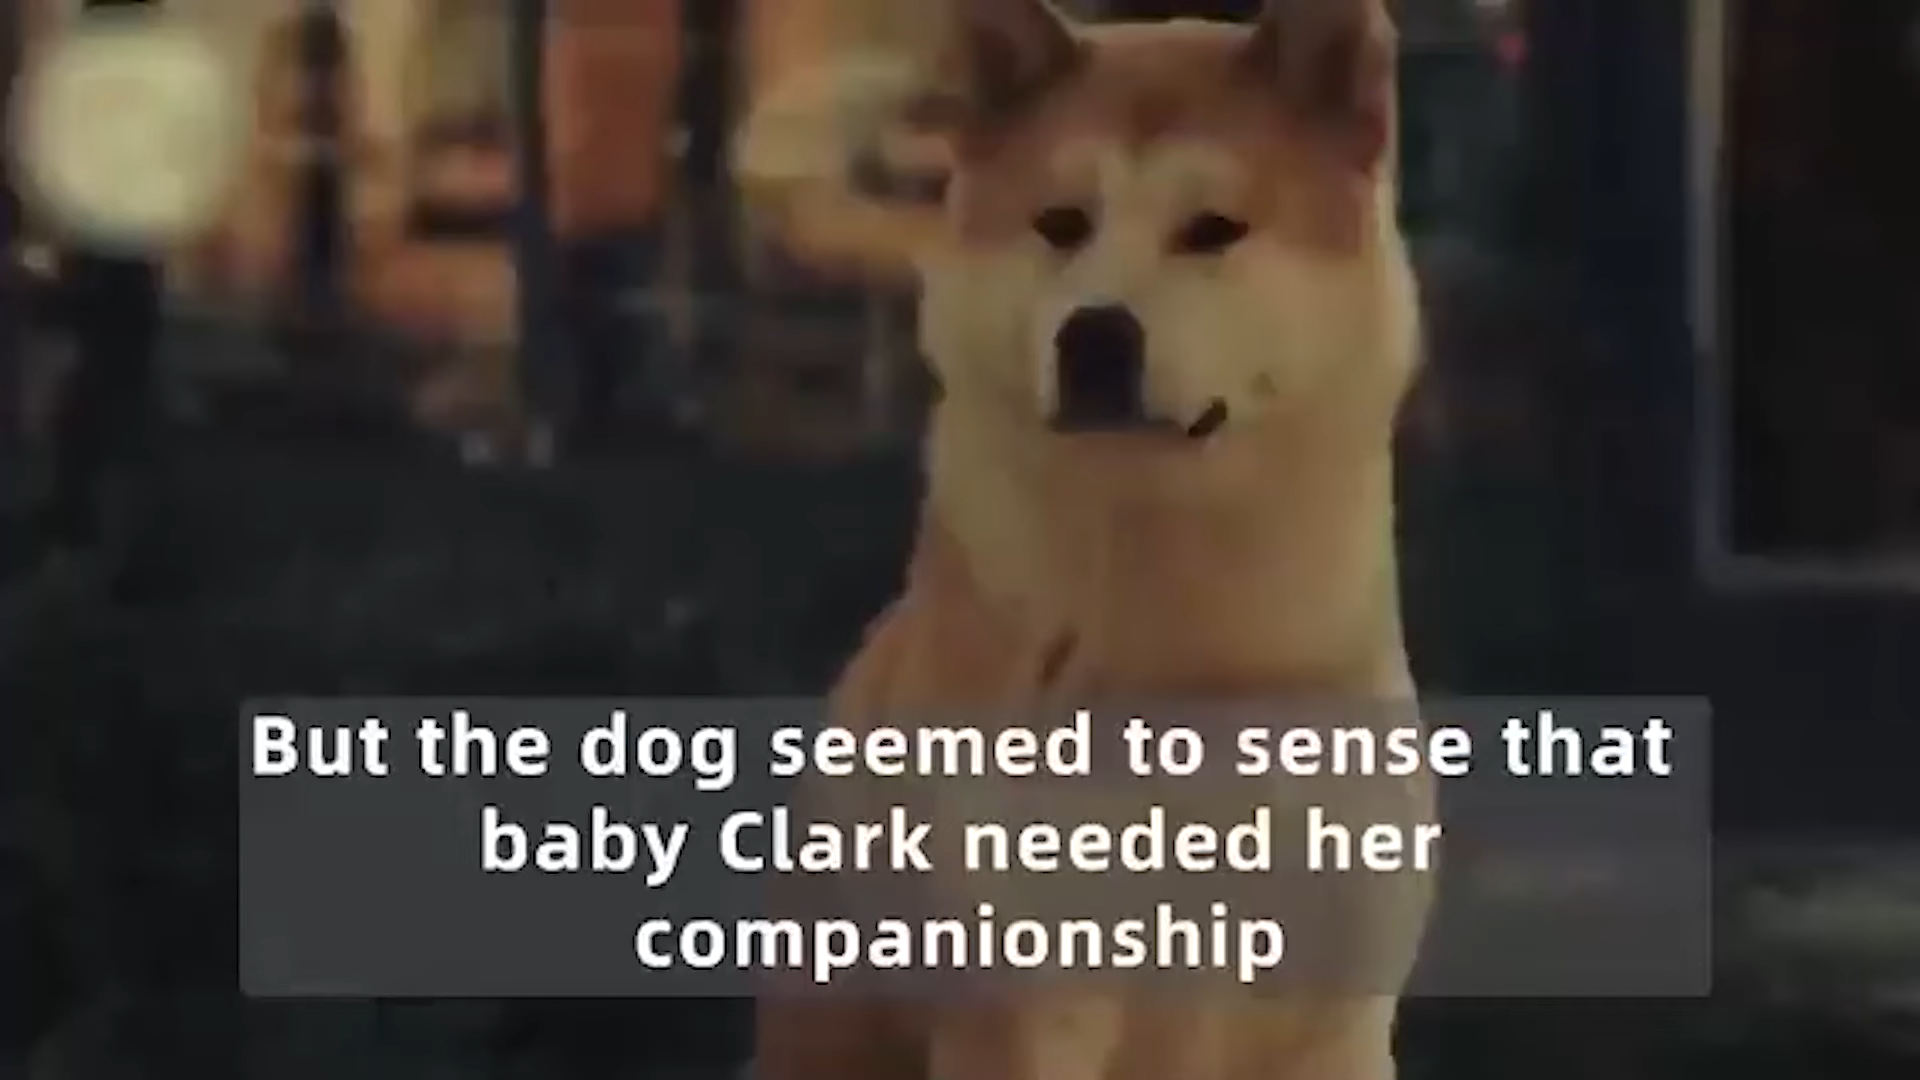 But the dog seemed to sense that
baby Clark needed her
companionship